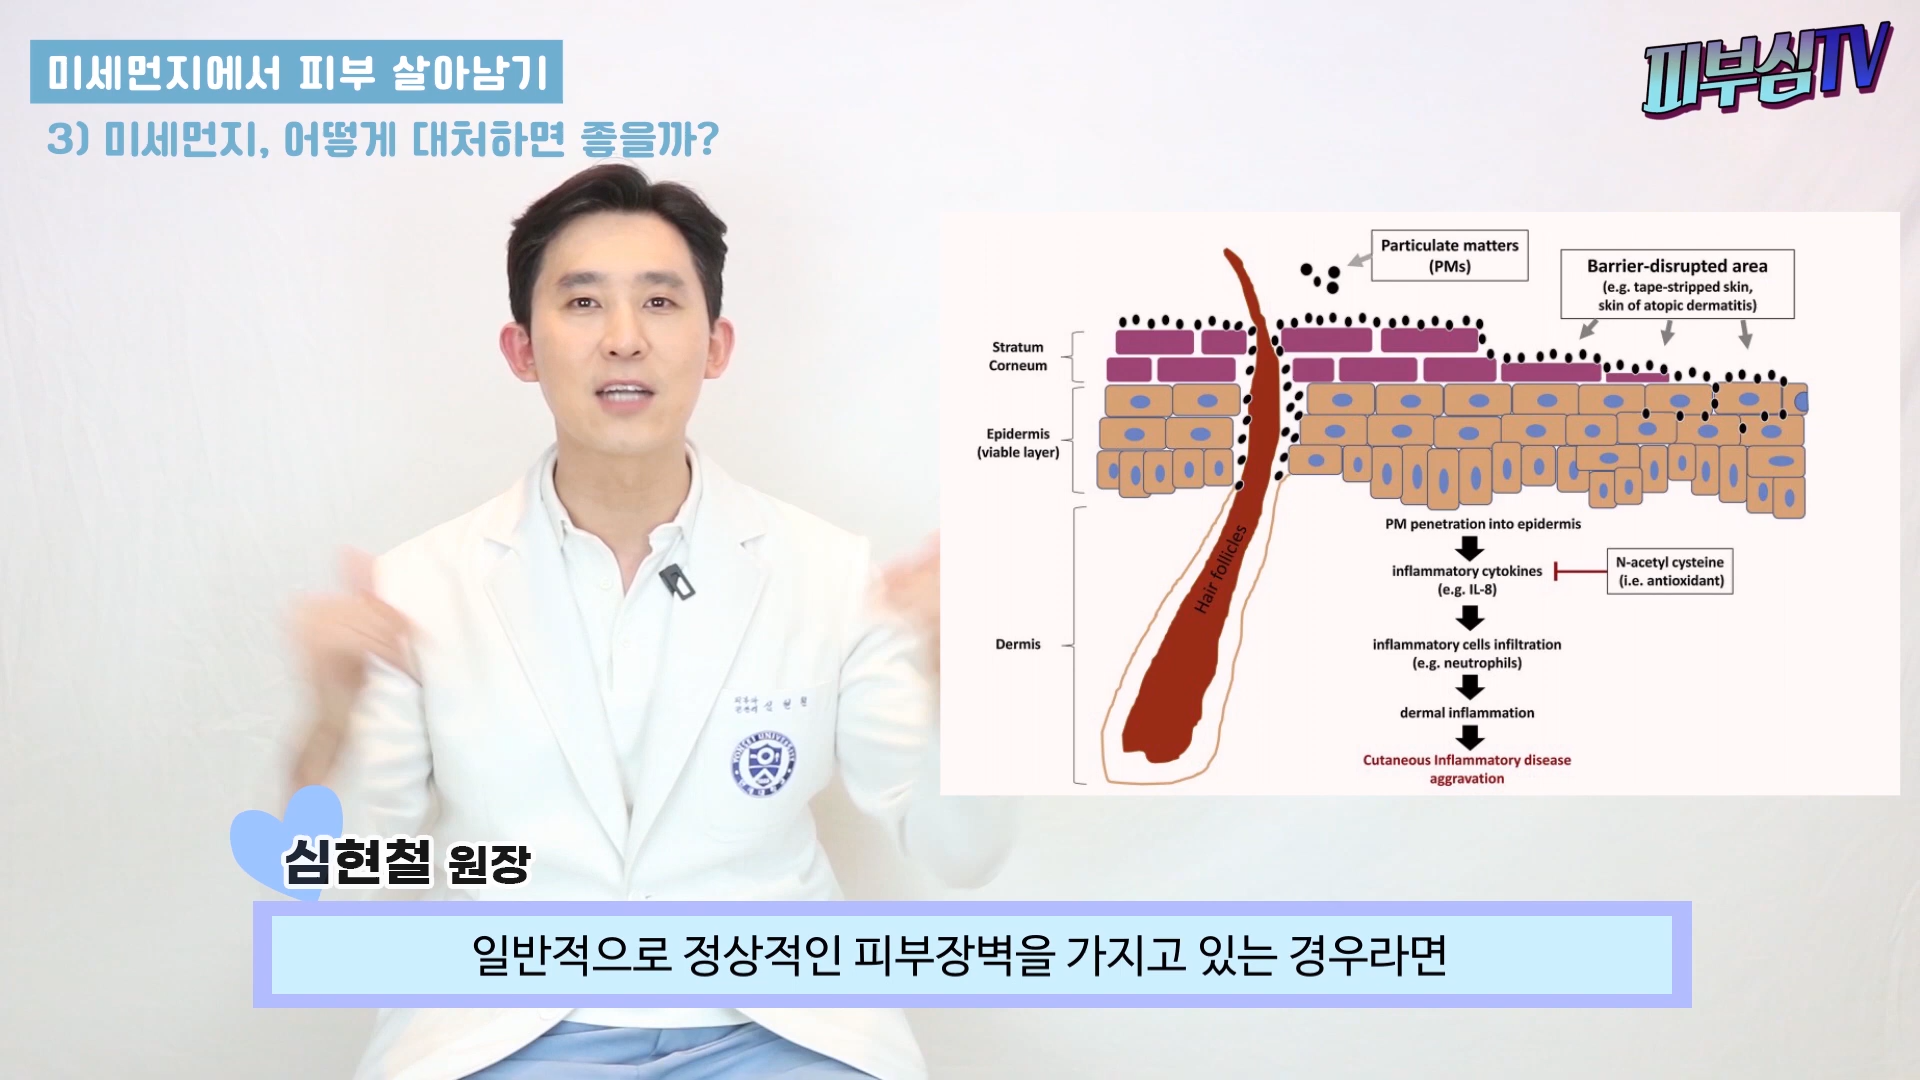 미세먼지에서 피부 살아남기
피부심TV
3) 미세먼지, 어떻게 대처하면 좋을까?
Particulate matters
(PMs)
Barrier-disrupted area
(e.g. tape-stripped skin,
skin of atopic dermatitis)
Stratum
Corneum
Epidermis
(viable layer)
Dermis
Hair follicles
PM penetration into epidermis
inflammatory cytokines
(e.g. IL-8)
N-acetyl cysteine
(i.e. antioxidant)
inflammatory cells infiltration
(e.g. neutrophils)
dermal inflammation
Cutaneous Inflammatory disease
aggravation
심현철
YONSEI UNIVERSITY
심현철 원장
일반적으로 정상적인 피부장벽을 가지고 있는 경우라면